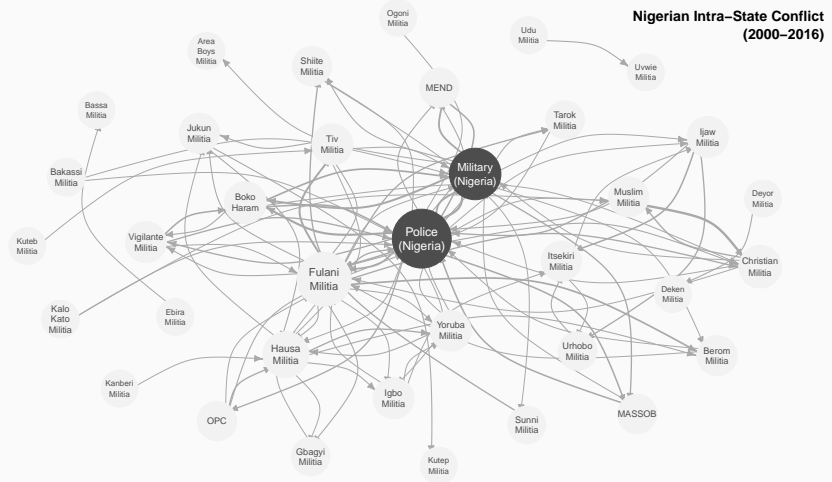 Nigerian Intra−State Conflict
(2000−2016)
Ogoni
Militia
Udu
Militia
Area
Boys
Militia
Shiite
Militia
Uvwie
Militia
MEND
Bassa
Militia
Tarok
Militia
Jukun
Militia
Tiv
Militia
Ijaw
Militia
Military
(Nigeria)
Bakassi
Militia
Boko
Haram
Muslim
Militia
Deyor
Militia
Kuteb
Militia
Vigilante
Militia
Police
(Nigeria)
Itsekiri
Militia
Christian
Militia
Fulani
Militia
Deken
Militia
Kalo
Kato
Militia
Ebira
Militia
Yoruba
Militia
Hausa
Militia
Urhobo
Militia
Berom
Militia
Kanberi
Militia
Igbo
Militia
OPC
MASSOB
Sunni
Militia
Gbagyi
Militia
Kutep
Militia